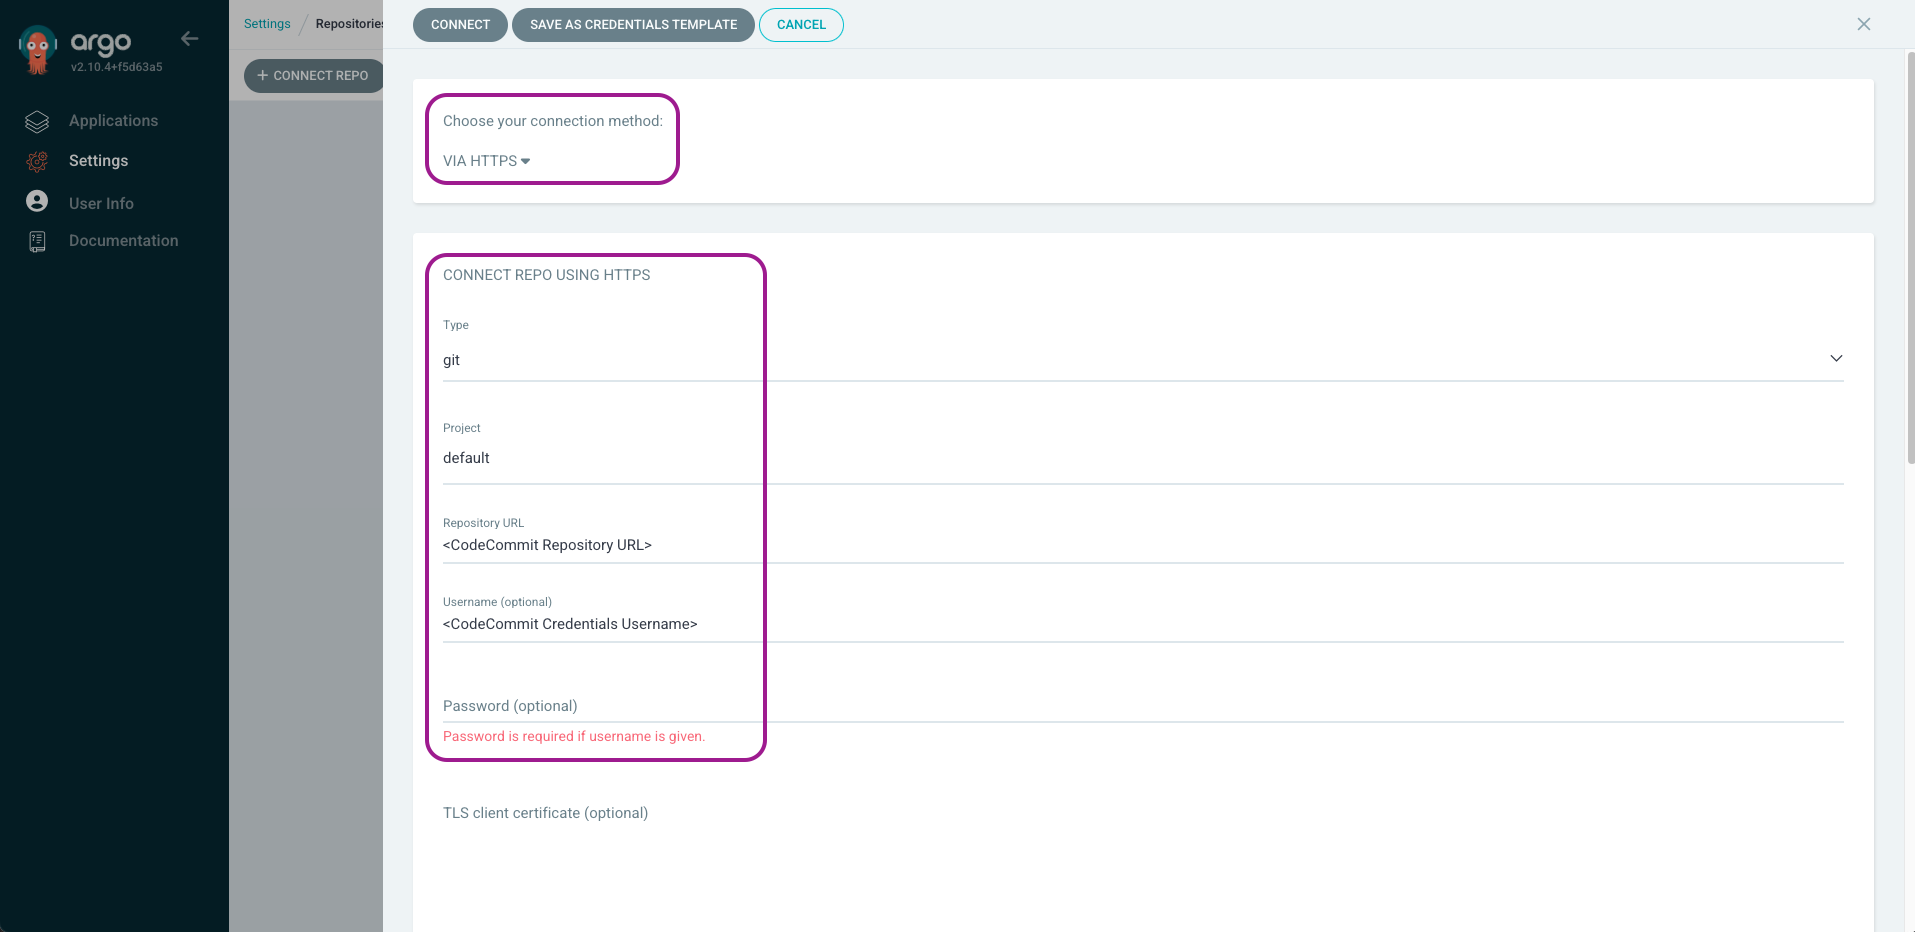 argo
v2.10.4+f5d63a5
Applications
Settings
User Info
Documentation
Settings / Repositories
+ CONNECT REPO
CONNECT
SAVE AS CREDENTIALS TEMPLATE
CANCEL
Choose your connection method:
VIA HTTPS
CONNECT REPO USING HTTPS
Type
git
Project
default
Repository URL
<CodeCommit Repository URL>
Username (optional)
<CodeCommit Credentials Username>
Password (optional)
Password is required if username is given.
TLS client certificate (optional)